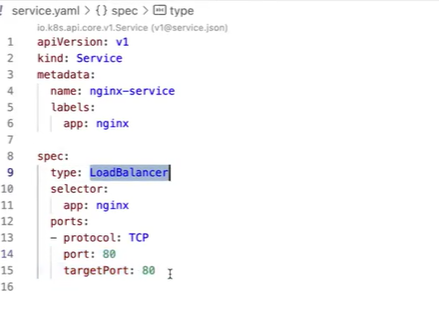 service.yaml > {} spec > abc type
io.k8s.api.core.v1.Service (v1@service.json)
1 apiVersion: v1
2 kind: Service
3 metadata:
4   name: nginx-service
5   labels:
6     app: nginx
7
8 spec:
9   type: LoadBalancer
10   selector:
11     app: nginx
12   ports:
13   - protocol: TCP
14     port: 80
15     targetPort: 80
16